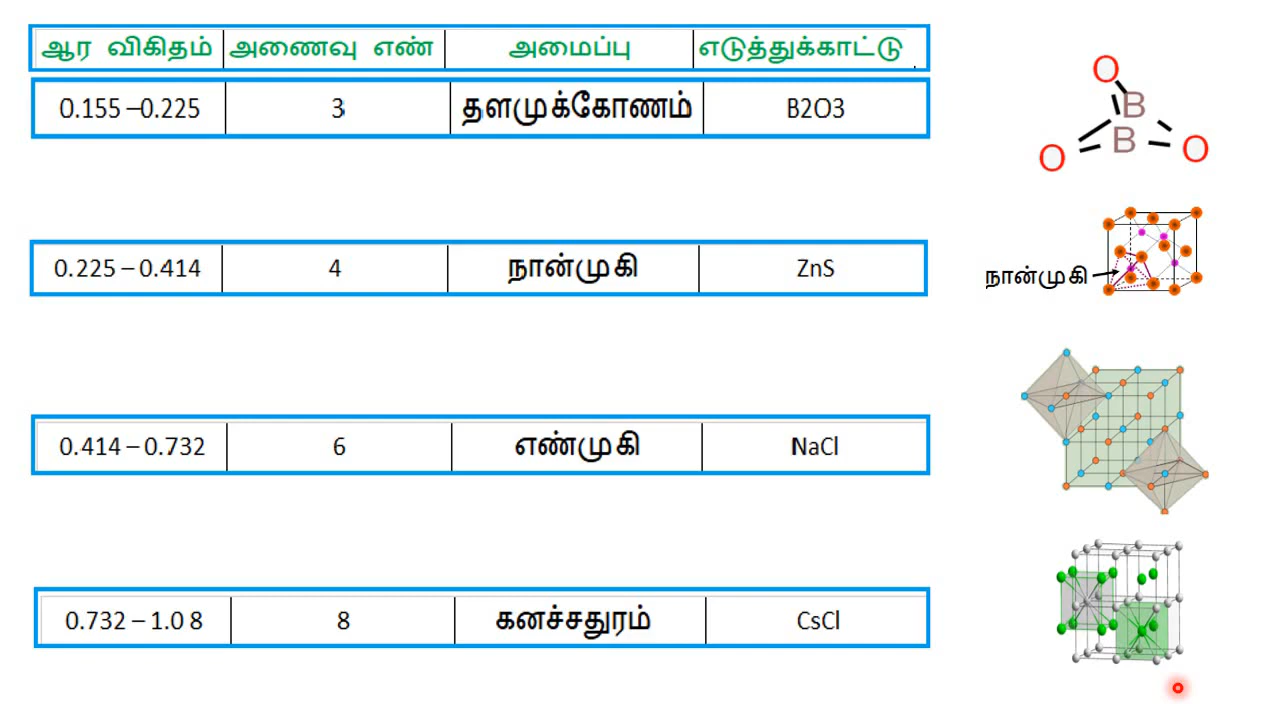 ஆர விகிதம் அணைவு எண் அமைப்பு எடுத்துக்காட்டு
0.155 –0.225 3 தளமுக்கோணம் B2O3
O
B
B
O O
0.225 – 0.414 4 நான்முகி ZnS
நான்முகி
0.414 – 0.732 6 எண்முகி NaCl
0.732 – 1.0 8 8 கனச்சதுரம் CsCl